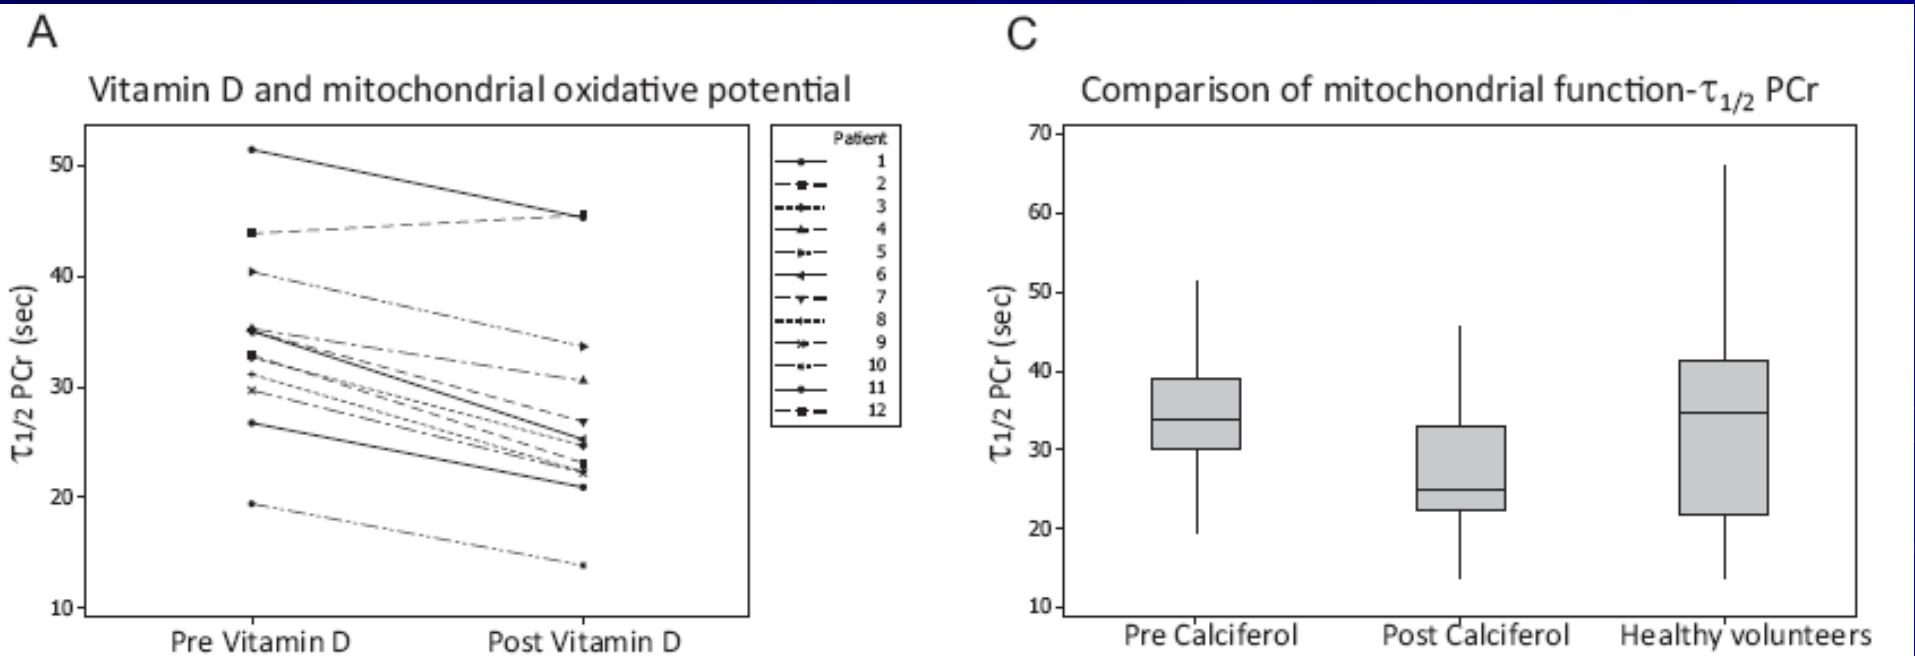 A
Vitamin D and mitochondrial oxidative potential
τ1/2 PCr (sec)
50
40
30
20
10
Pre Vitamin D
Post Vitamin D
Patient
1
2
3
4
5
6
7
8
9
10
11
12
C
Comparison of mitochondrial function-τ1/2 PCr
τ1/2 PCr (sec)
70
60
50
40
30
20
10
Pre Calciferol
Post Calciferol
Healthy volunteers